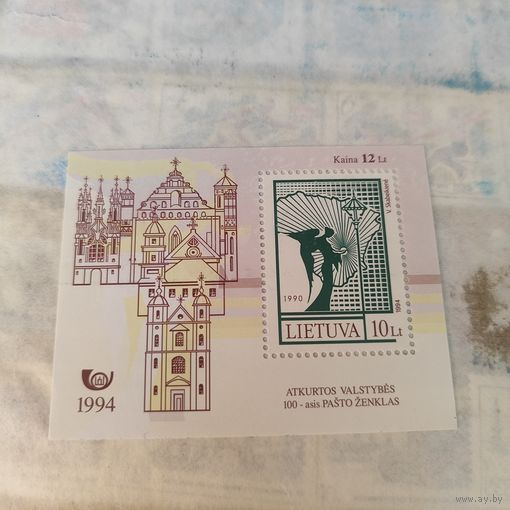 Kaina 12 Lt
V. Skabeikienė
1990
1994
LIETUVA 10 Lt
1994
ATKURTOS VALSTYBĖS
100 - asis PAŠTO ŽENKLAS
www.ay.by